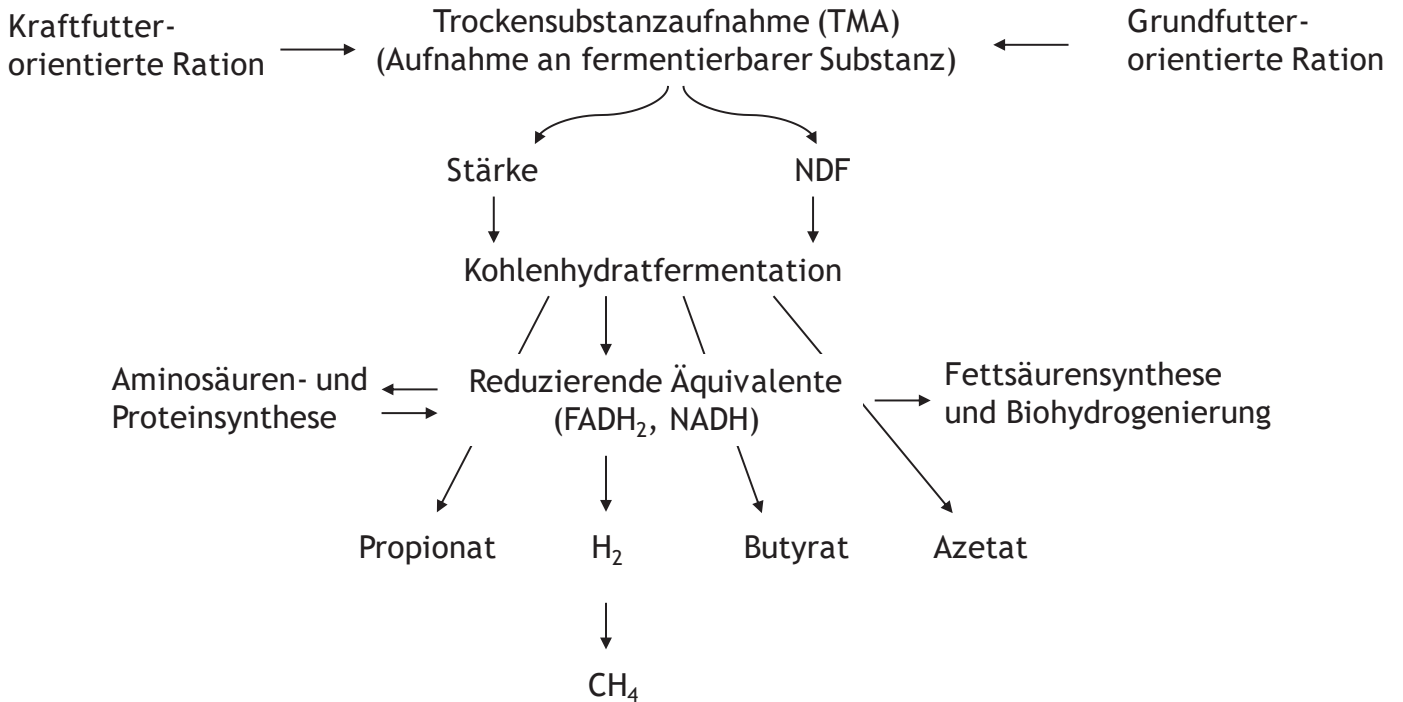 Kraftfutter-
orientierte Ration
Trockensubstanzaufnahme (TMA)
(Aufnahme an fermentierbarer Substanz)
Grundfutter-
orientierte Ration
Stärke
NDF
Kohlenhydratfermentation
Aminosäuren- und
Proteinsynthese
Reduzierende Äquivalente
(FADH₂, NADH)
Fettsäurensynthese
und Biohydrogenierung
Propionat
H₂
Butyrat
Azetat
CH₄